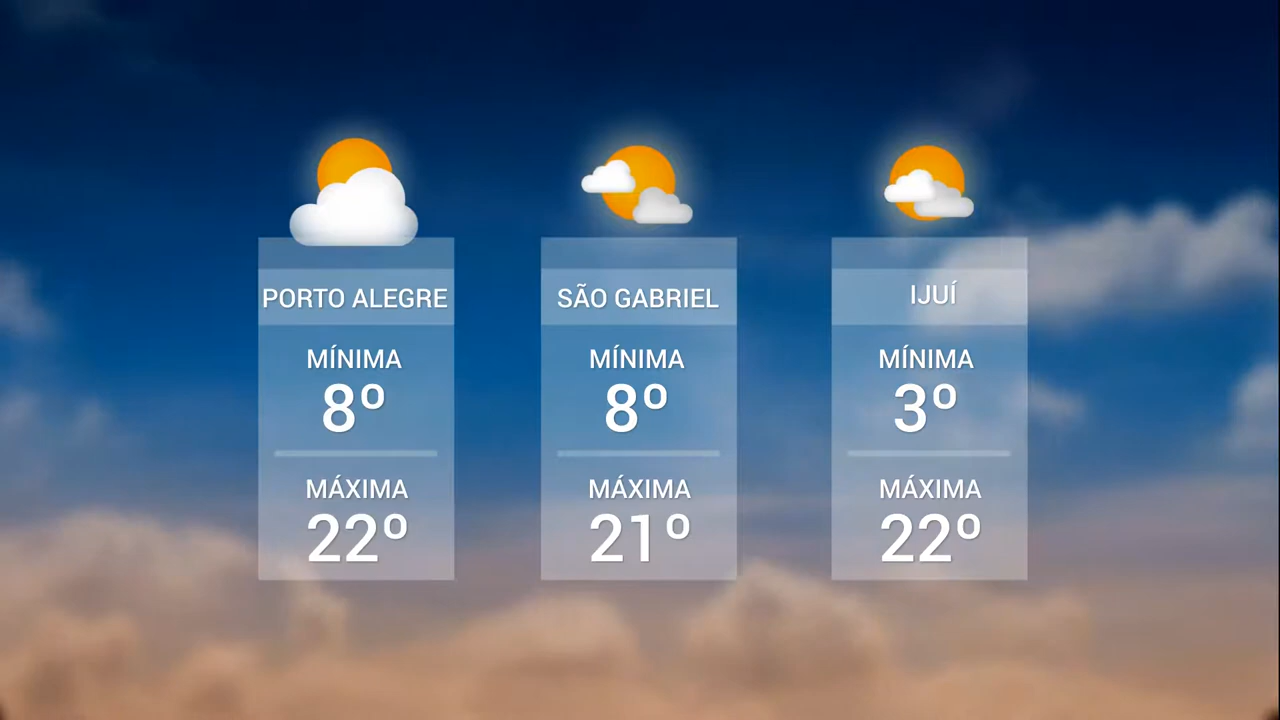 PORTO ALEGRE
MÍNIMA
8º
MÁXIMA
22º
SÃO GABRIEL
MÍNIMA
8º
MÁXIMA
21º
IJUÍ
MÍNIMA
3º
MÁXIMA
22º